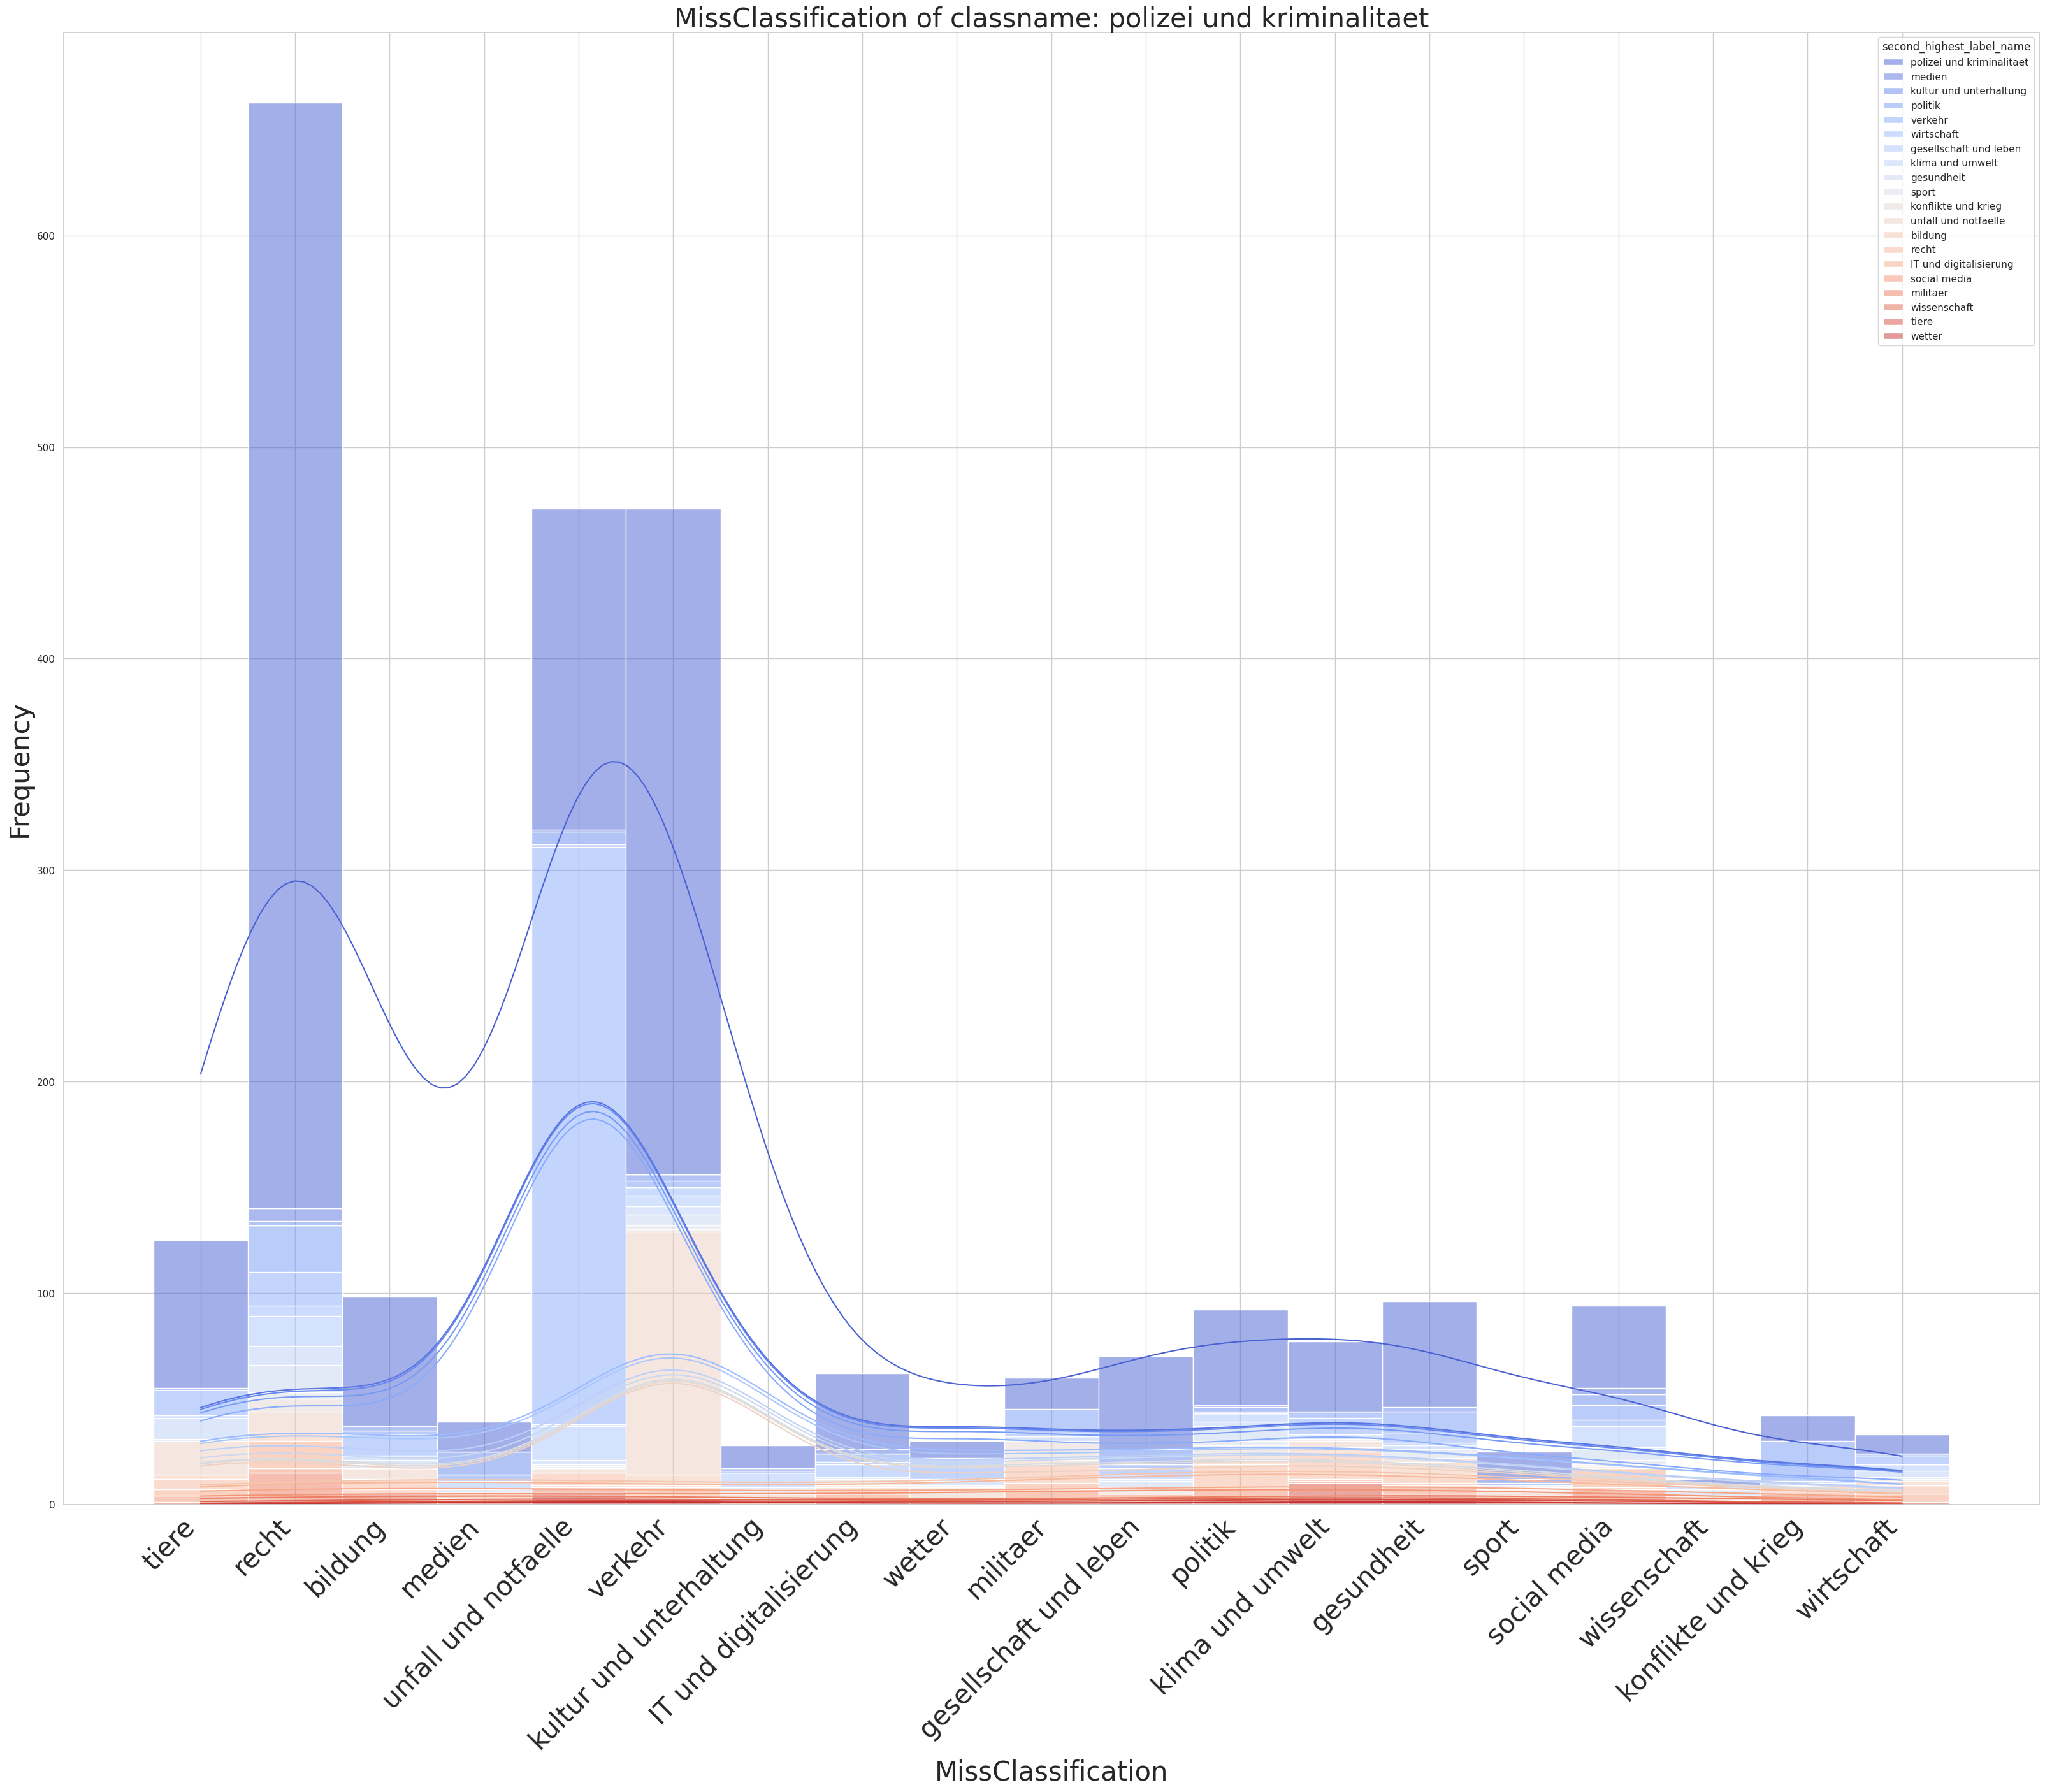 MissClassification of classname: polizei und kriminalitaet
second_highest_label_name
polizei und kriminalitaet
medien
kultur und unterhaltung
politik
verkehr
wirtschaft
gesellschaft und leben
klima und umwelt
gesundheit
sport
konflikte und krieg
unfall und notfaelle
bildung
recht
IT und digitalisierung
social media
militaer
wissenschaft
tiere
wetter
Frequency
600
500
400
300
200
100
0
tiere
recht
bildung
medien
unfall und notfaelle
verkehr
kultur und unterhaltung
IT und digitalisierung
wetter
militaer
gesellschaft und leben
politik
klima und umwelt
gesundheit
sport
social media
wissenschaft
konflikte und krieg
wirtschaft
MissClassification